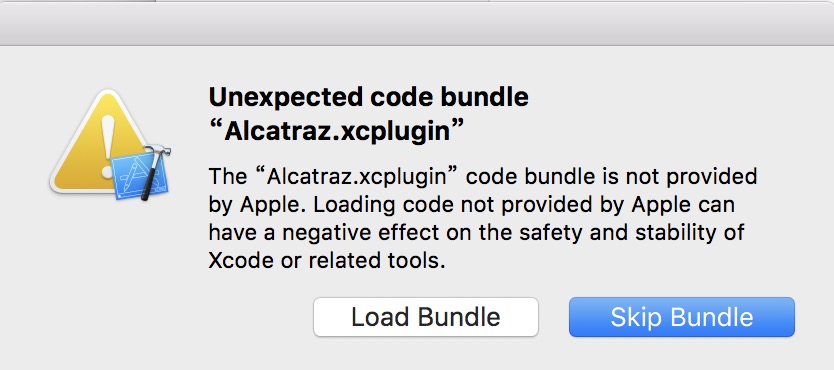 Unexpected code bundle
“Alcatraz.xcplugin”
The “Alcatraz.xcplugin” code bundle is not provided
by Apple. Loading code not provided by Apple can
have a negative effect on the safety and stability of
Xcode or related tools.
Load Bundle Skip Bundle